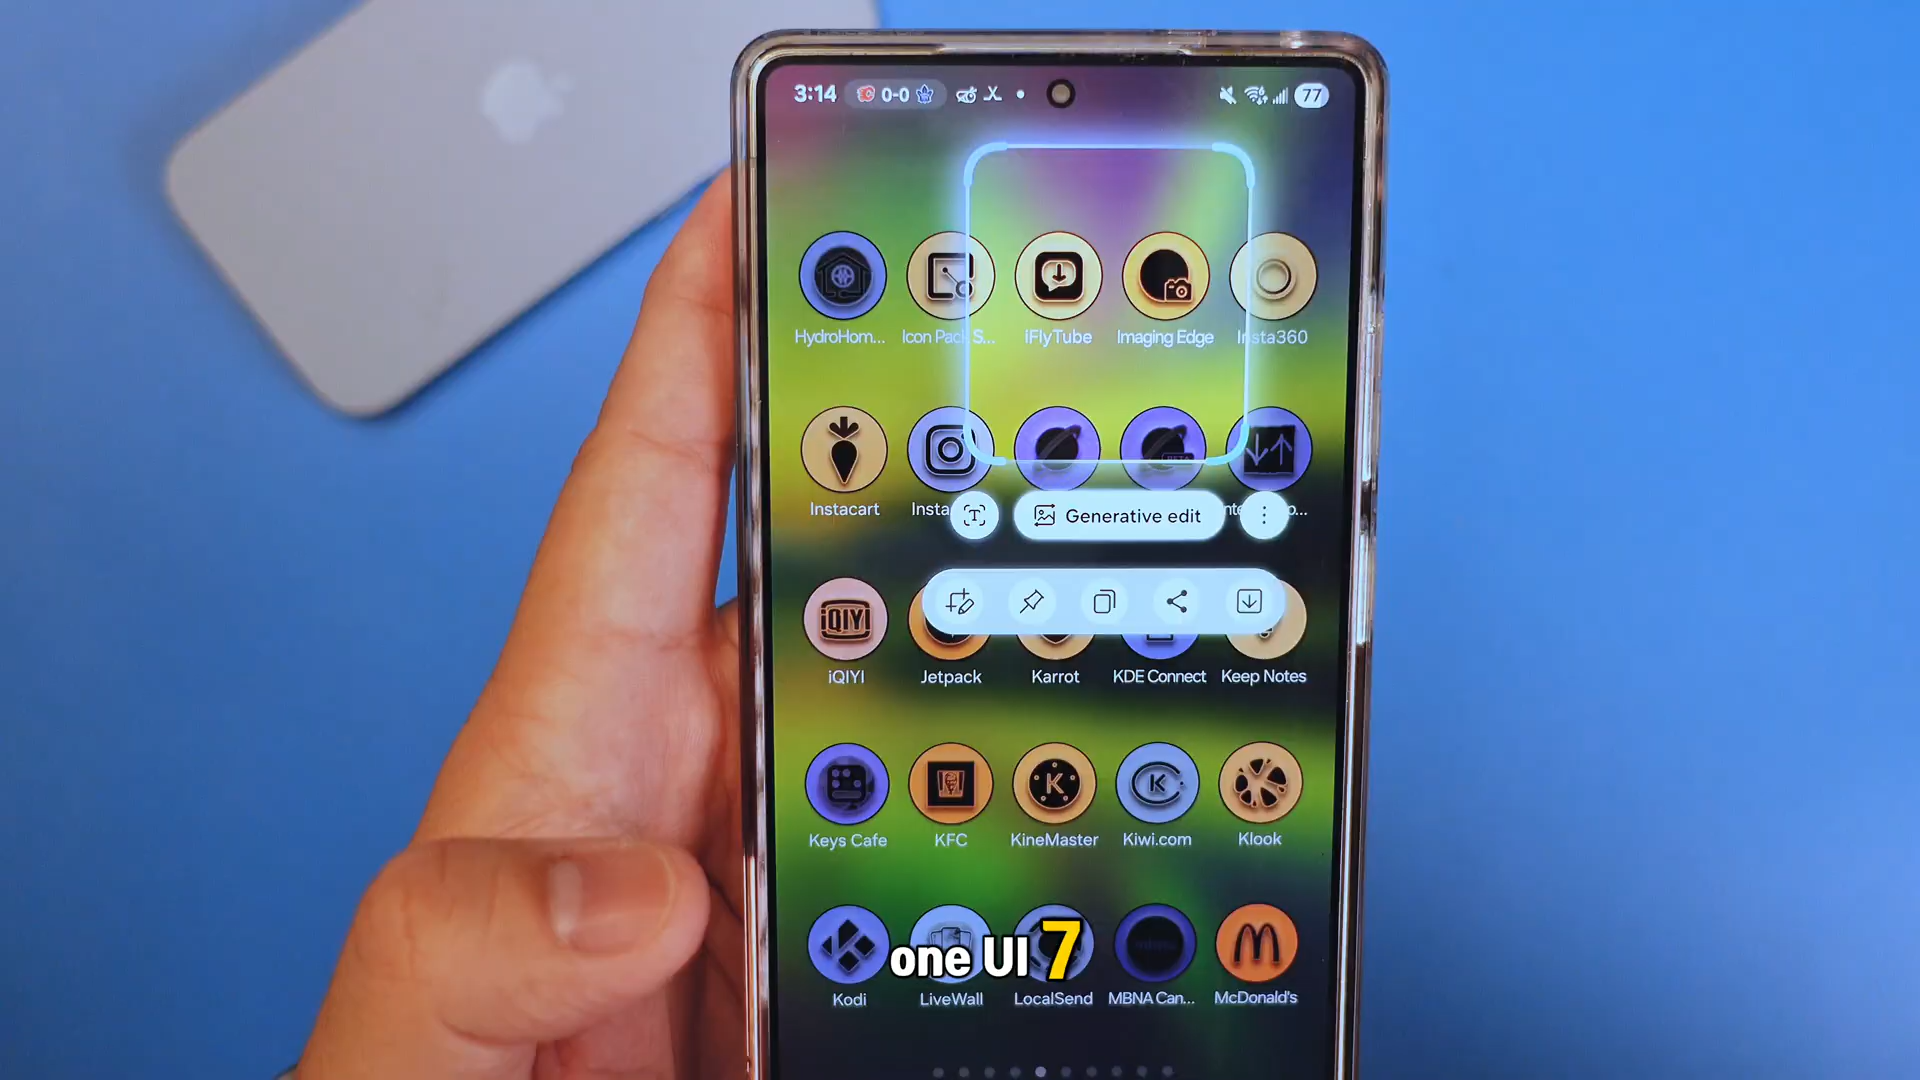 3:14 0-0 77
HydroHom... Icon Pack S... iFlyTube Imaging Edge Insta360
Instacart Insta
T Generative edit
iQIYI
iQIYI Jetpack Karrot KDE Connect Keep Notes
K K
Keys Cafe KFC KineMaster Kiwi.com Klook
one UI 7
Kodi LiveWall LocalSend MBNA Can... McDonald's